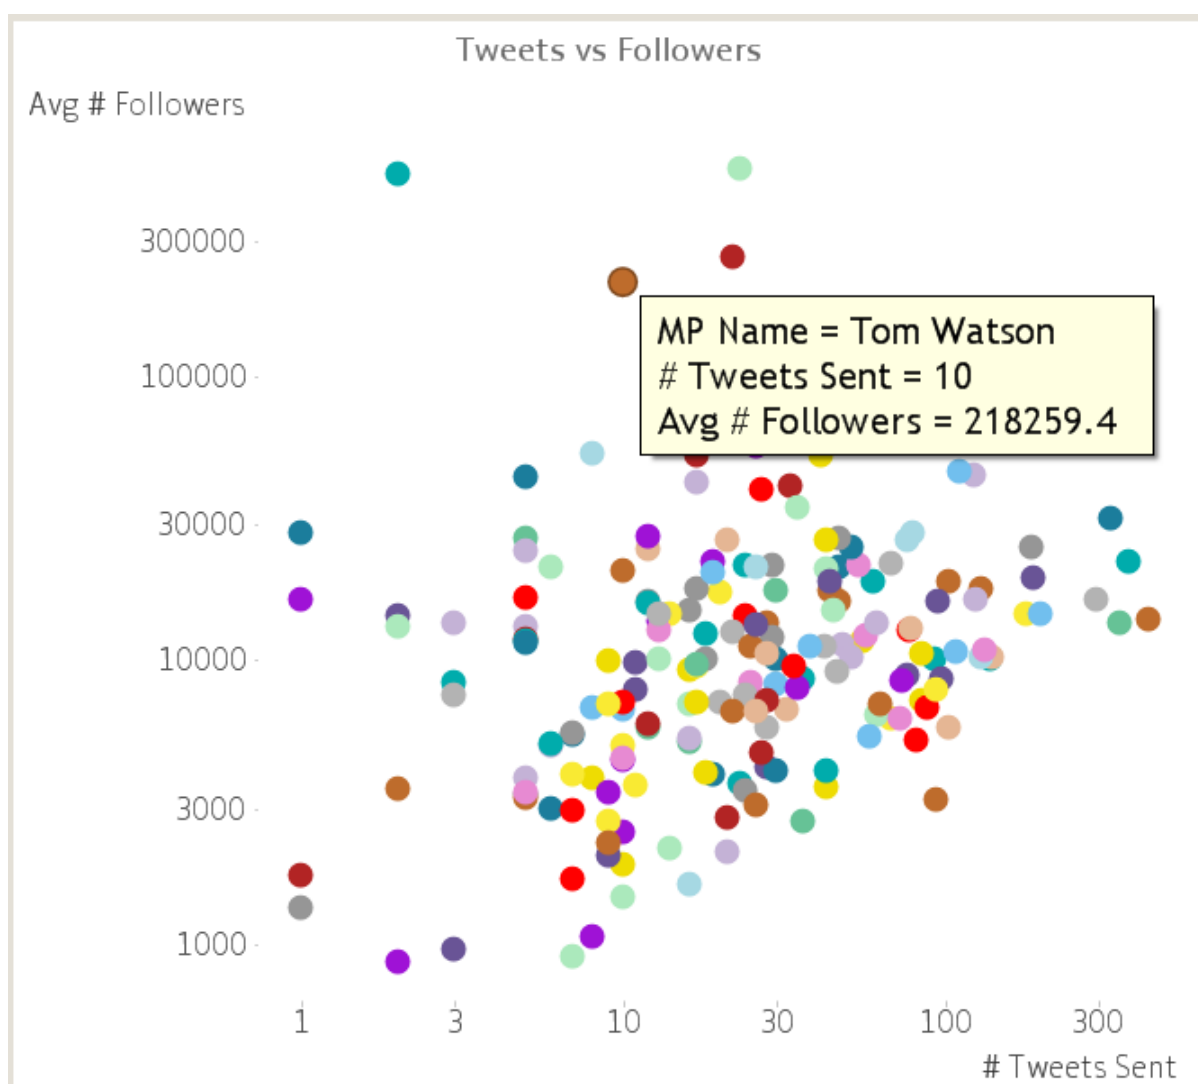 Tweets vs Followers
Avg # Followers
300000
100000
30000
10000
3000
1000
MP Name = Tom Watson
# Tweets Sent = 10
Avg # Followers = 218259.4
1 3 10 30 100 300
# Tweets Sent